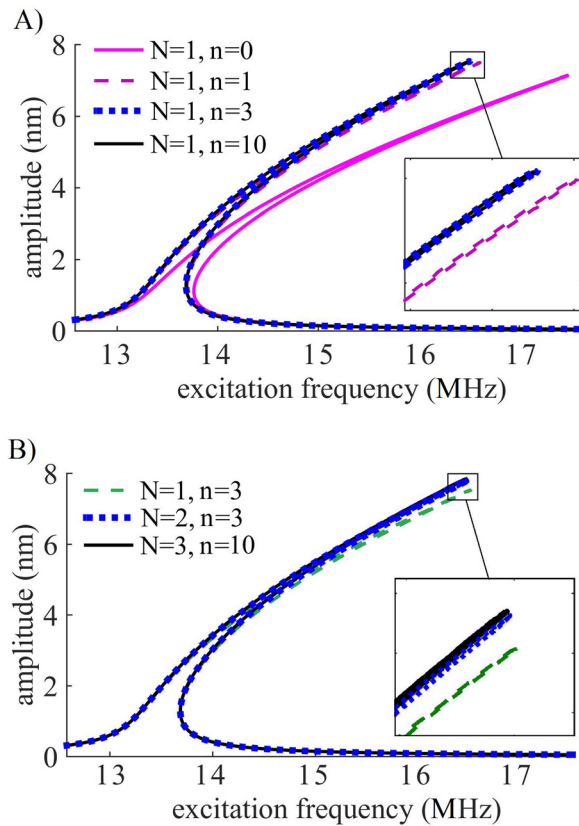 A)
8
N=1, n=0
N=1, n=1
6
N=1, n=3
N=1, n=10
4
amplitude (nm)
2
0
13 14 15 16 17
excitation frequency (MHz)
B)
8
N=1, n=3
N=2, n=3
6
N=3, n=10
4
amplitude (nm)
2
0
13 14 15 16 17
excitation frequency (MHz)